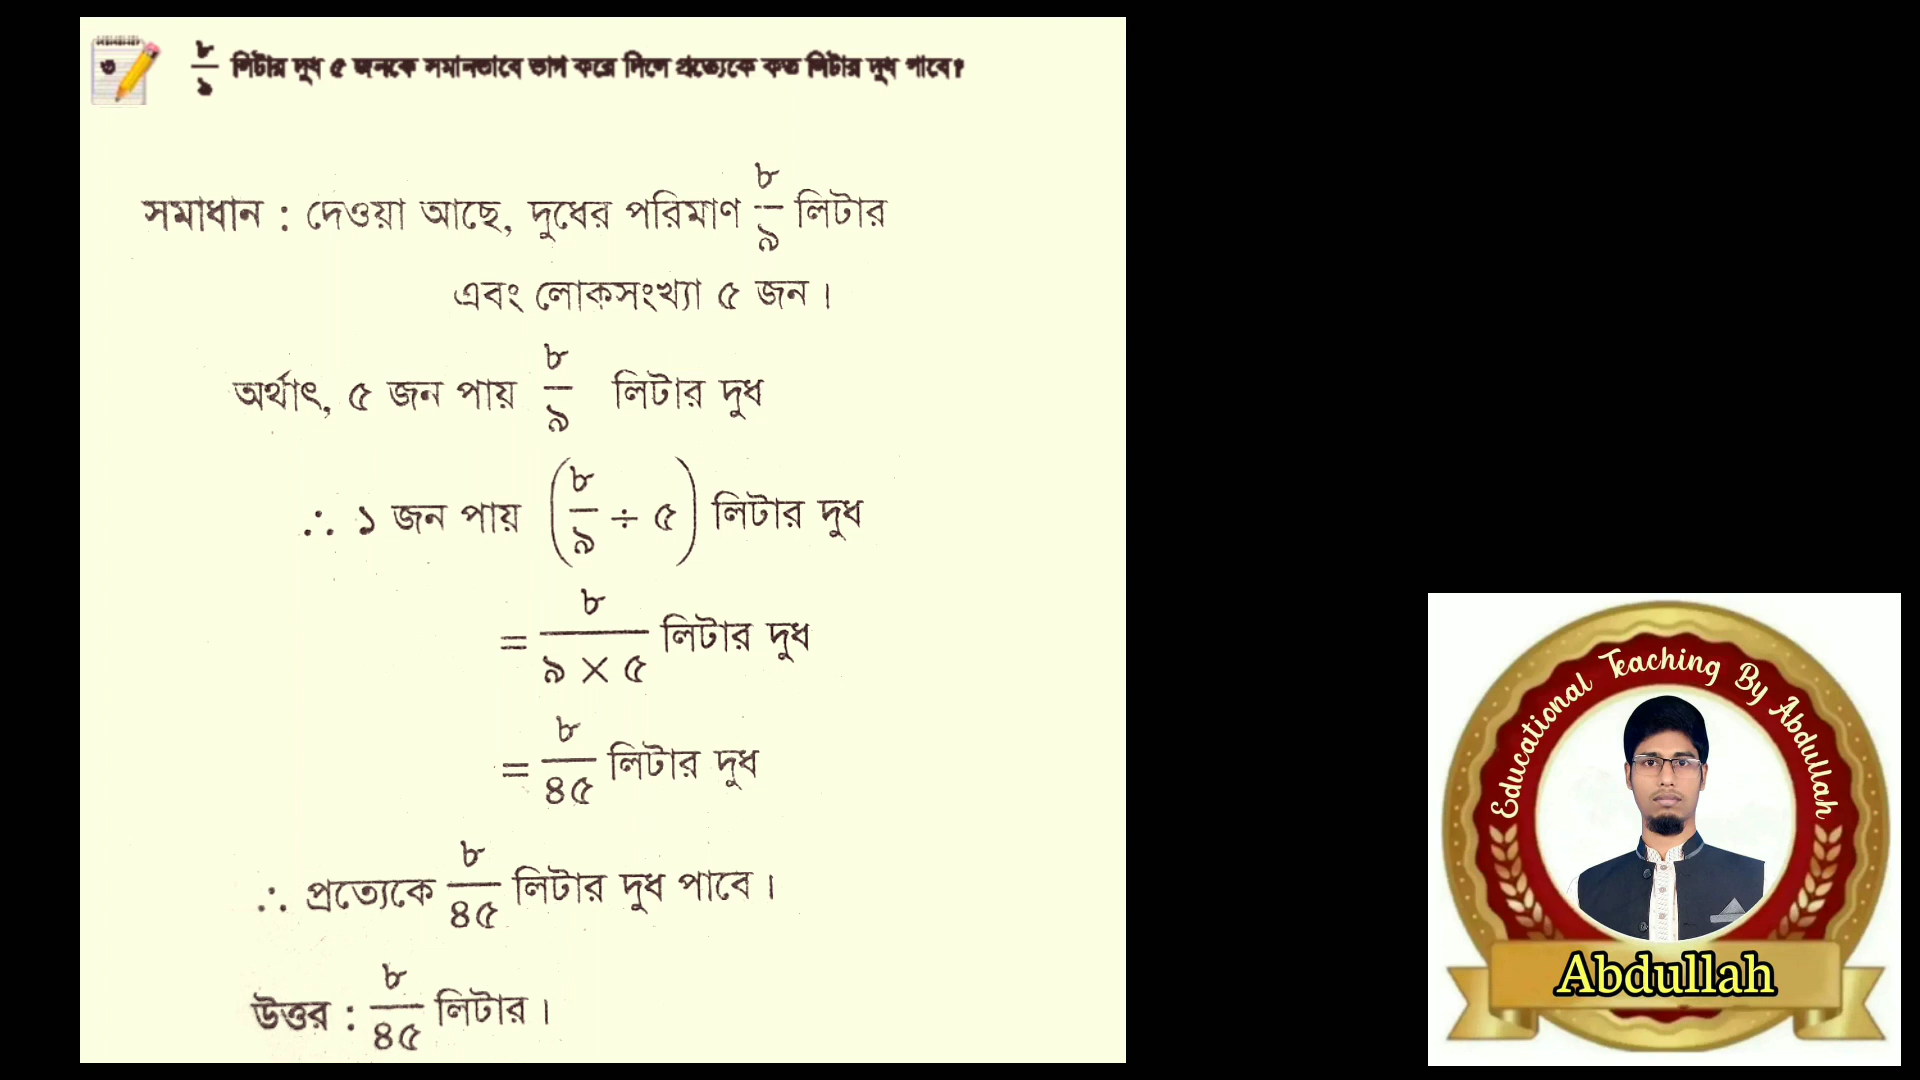 ৩ ৮/৯ লিটার দুধ ৫ জনকে সমানভাবে ভাগ করে দিলে প্রত্যেকে কত লিটার দুধ পাবে?
সমাধান : দেওয়া আছে, দুধের পরিমাণ ৮/৯ লিটার
এবং লোকসংখ্যা ৫ জন।
অর্থাৎ, ৫ জন পায় ৮/৯ লিটার দুধ
∴ ১ জন পায় (৮/৯ ÷ ৫) লিটার দুধ
= ৮/(৯ × ৫) লিটার দুধ
= ৮/৪৫ লিটার দুধ
∴ প্রত্যেকে ৮/৪৫ লিটার দুধ পাবে।
উত্তর : ৮/৪৫ লিটার।
Educational Teaching By Abdullah
Abdullah